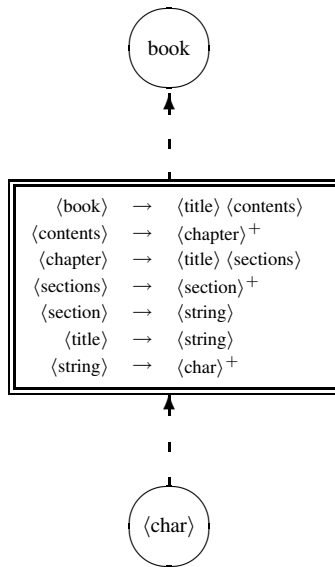 book
⟨book⟩ → ⟨title⟩ ⟨contents⟩
⟨contents⟩ → ⟨chapter⟩+
⟨chapter⟩ → ⟨title⟩ ⟨sections⟩
⟨sections⟩ → ⟨section⟩+
⟨section⟩ → ⟨string⟩
⟨title⟩ → ⟨string⟩
⟨string⟩ → ⟨char⟩+
⟨char⟩